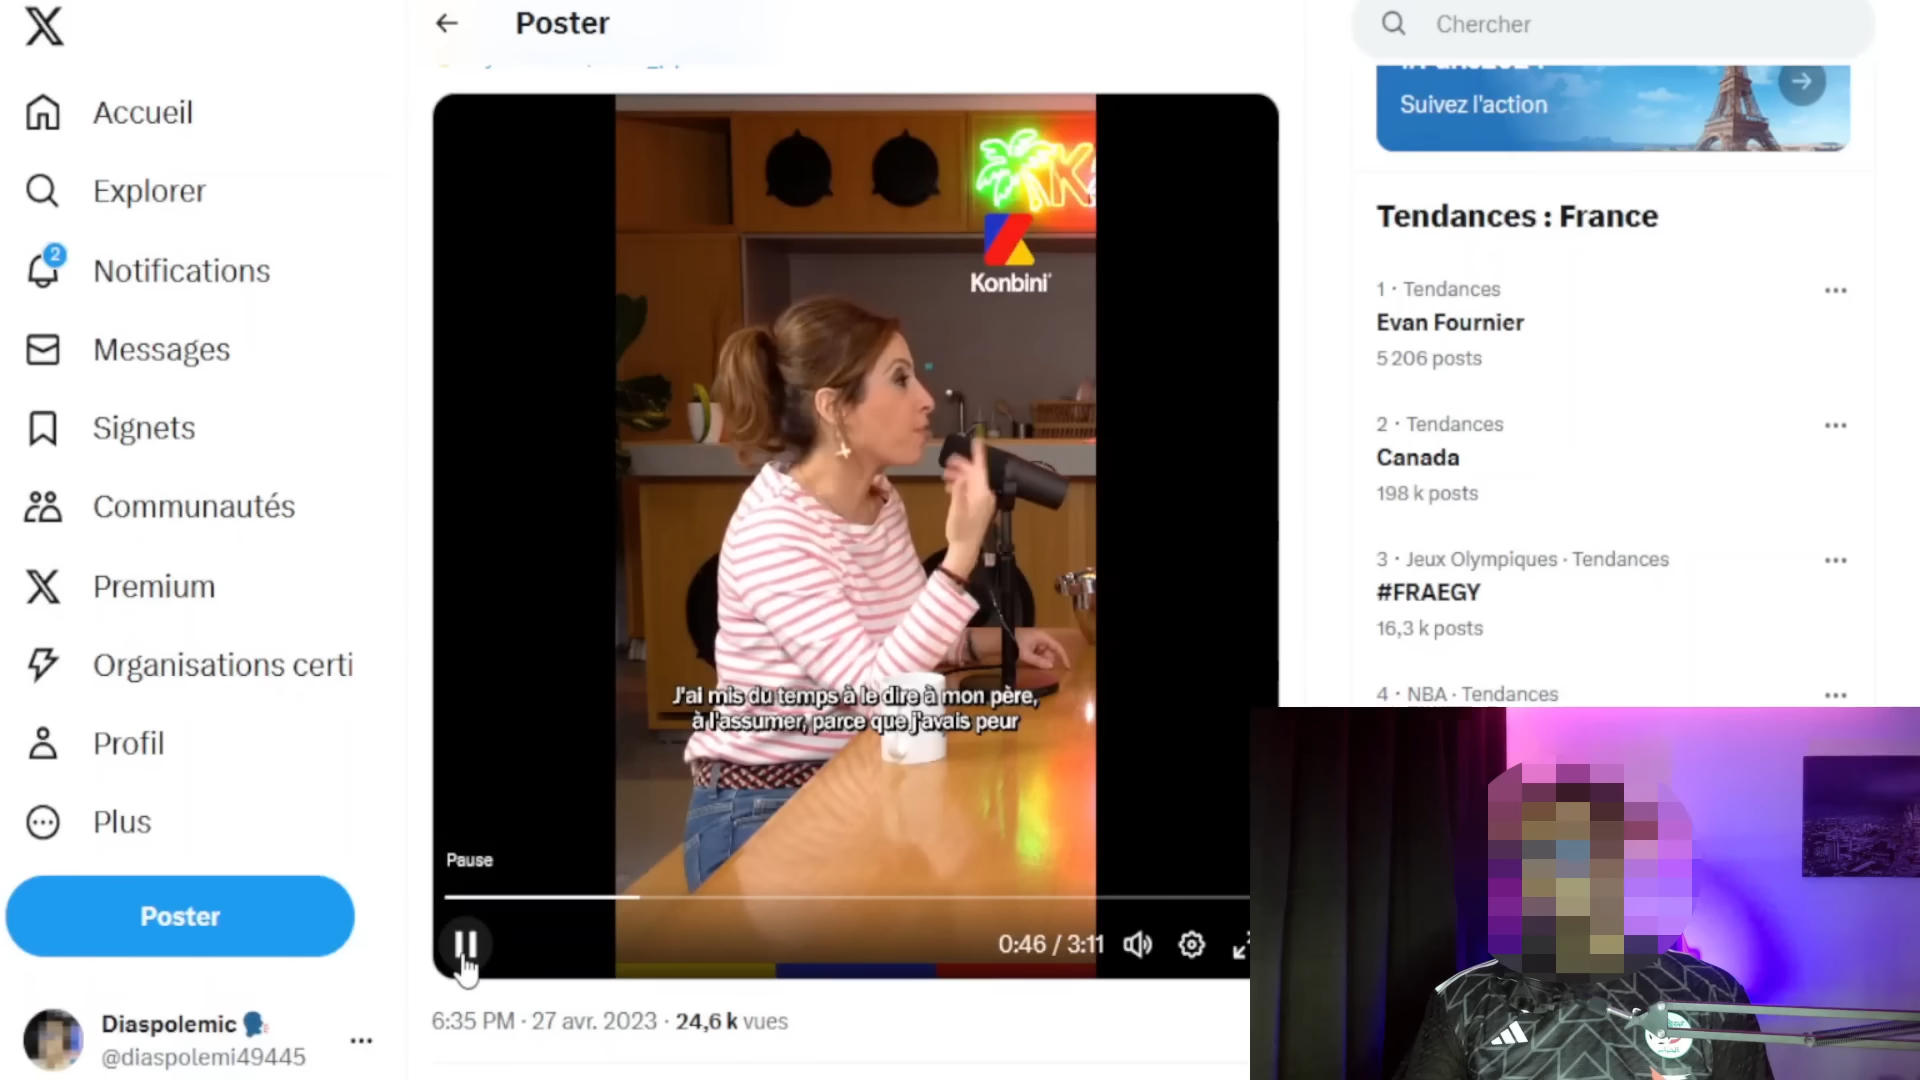 Accueil
Explorer
2
Notifications
Messages
Signets
Communautés
Premium
Organisations certi
Profil
Plus
Poster
Diaspolemic
@diaspolemi49445
Poster
Konbini
J'ai mis du temps à le dire à mon père,
à l'assumer, parce que j'avais peur
Pause
0:46 / 3:11
6:35 PM · 27 avr. 2023 · 24,6 k vues
Chercher
Suivez l'action
Tendances : France
1 · Tendances
Evan Fournier
5 206 posts
2 · Tendances
Canada
198 k posts
3 · Jeux Olympiques · Tendances
#FRAEGY
16,3 k posts
4 · NBA · Tendances